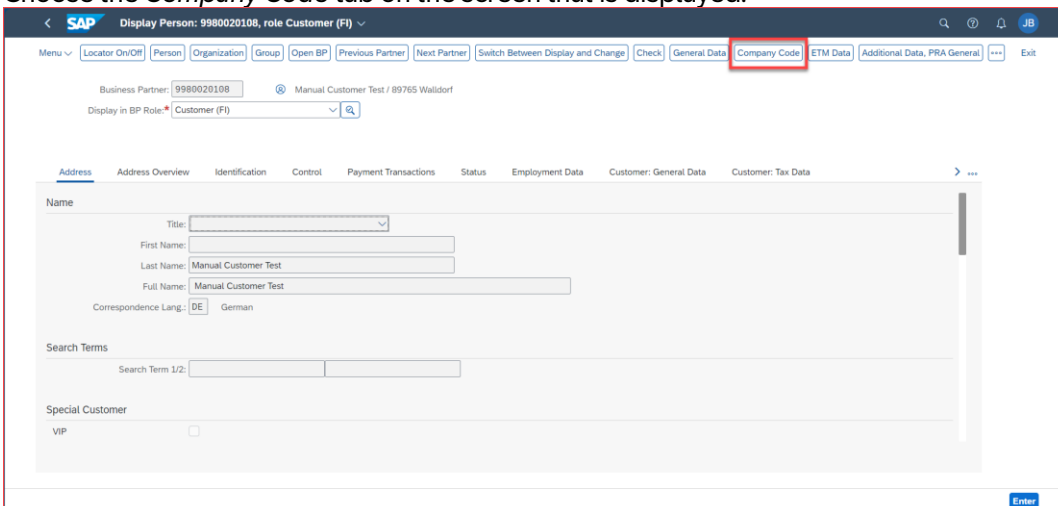 Choose the Company Code tab on the screen that is displayed.
SAP Display Person: 9980020108, role Customer (FI) JB
Menu Locator On/Off Person Organization Group Open BP Previous Partner Next Partner Switch Between Display and Change Check General Data Company Code ETM Data Additional Data, PRA General Exit
Business Partner: 9980020108 Manual Customer Test / 89765 Walldorf
Display in BP Role:* Customer (FI)
Address Address Overview Identification Control Payment Transactions Status Employment Data Customer: General Data Customer: Tax Data
Name
Title:
First Name:
Last Name: Manual Customer Test
Full Name: Manual Customer Test
Correspondence Lang.: DE German
Search Terms
Search Term 1/2:
Special Customer
VIP
Enter